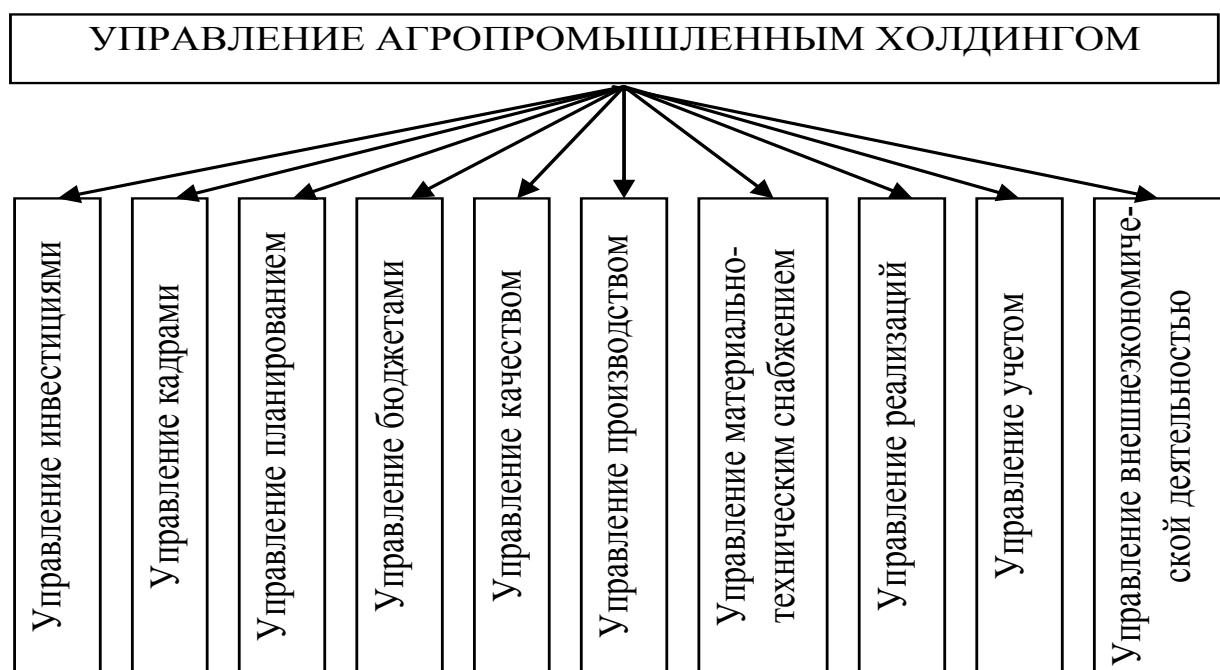 УПРАВЛЕНИЕ АГРОПРОМЫШЛЕННЫМ ХОЛДИНГОМ
Управление инвестициями
Управление кадрами
Управление планированием
Управление бюджетами
Управление качеством
Управление производством
Управление материально-
техническим снабжением
Управление реализаций
Управление учетом
Управление внешнеэкономиче-
ской деятельностью